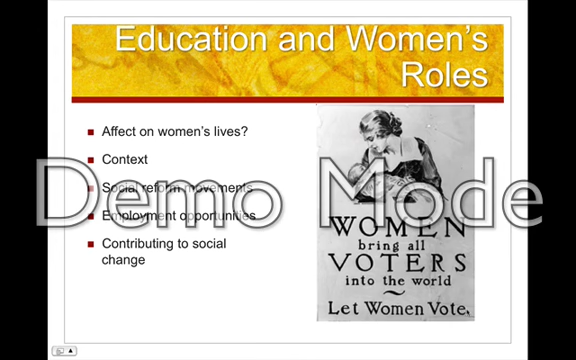 Education and Women's
Roles
Affect on women's lives?
Context
Social reform movements
Employment opportunities
Contributing to social
change
WOMEN
bring all
VOTERS
into the world
Let Women Vote.
Demo Mode